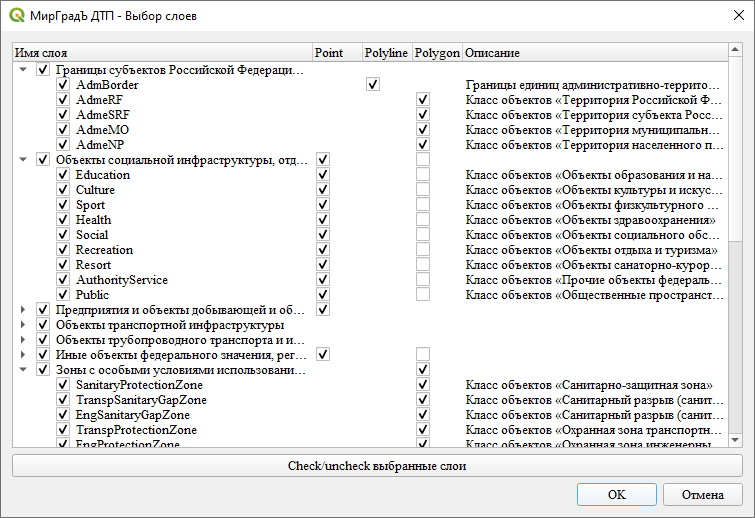 МирГрадЪ ДТП - Выбор слоев
Имя слоя Point Polyline Polygon Описание
Границы субъектов Российской Федераци...
AdmBorder Границы единиц административно-террито...
AdmeRF Класс объектов «Территория Российской Ф...
AdmeSRF Класс объектов «Территория субъекта Росс...
AdmeMO Класс объектов «Территория муниципальн...
AdmeNP Класс объектов «Территория населенного п...
Объекты социальной инфраструктуры, отд...
Education Класс объектов «Объекты образования и на...
Culture Класс объектов «Объекты культуры и искус...
Sport Класс объектов «Объекты физкультурного ...
Health Класс объектов «Объекты здравоохранения»
Social Класс объектов «Объекты социального обс...
Recreation Класс объектов «Объекты отдыха и туризма»
Resort Класс объектов «Объекты санаторно-курор...
AuthorityService Класс объектов «Прочие объекты федераль...
Public Класс объектов «Общественные пространст...
Предприятия и объекты добывающей и об...
Объекты транспортной инфраструктуры
Объекты трубопроводного транспорта и и...
Иные объекты федерального значения, рег...
Зоны с особыми условиями использовани...
SanitaryProtectionZone Класс объектов «Санитарно-защитная зона»
TranspSanitaryGapZone Класс объектов «Санитарный разрыв (санит...
EngSanitaryGapZone Класс объектов «Санитарный разрыв (санит...
TranspProtectionZone Класс объектов «Охранная зона транспортн...
EngProtectionZone Класс объектов «Охранная зона инженерны...
Check/uncheck выбранные слои
OK Отмена